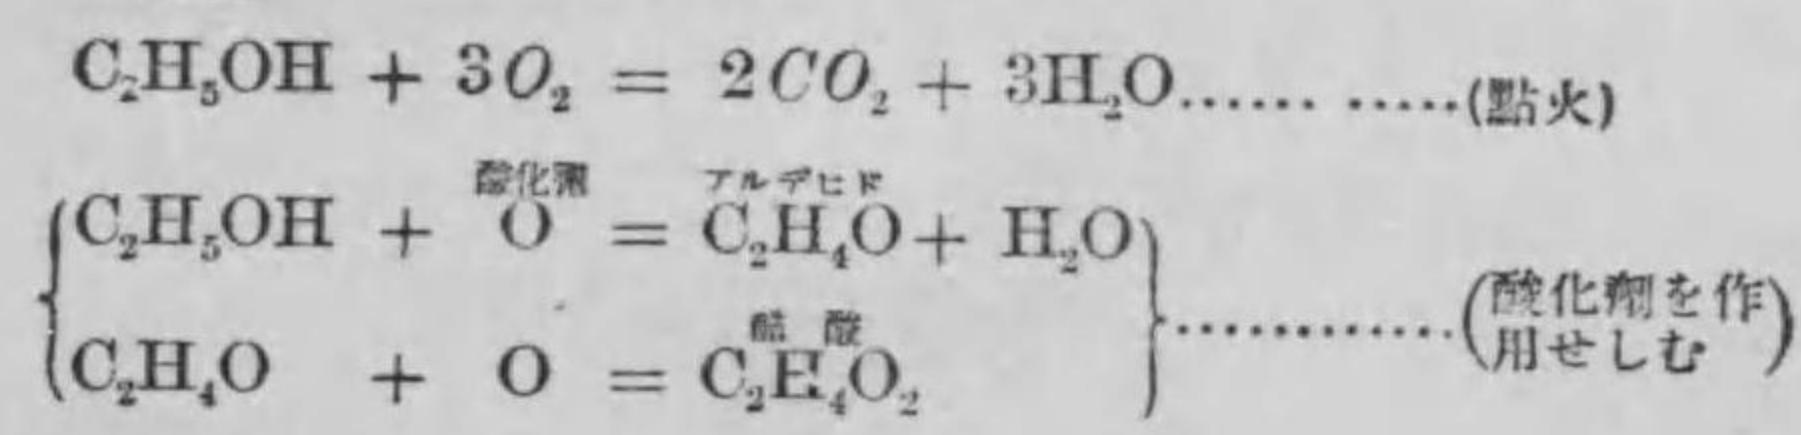 C₂H₅OH + 3O₂ = 2CO₂ + 3H₂O...... .....(點火)
酸化劑 アルデヒド
C₂H₅OH + O = C₂H₄O + H₂O
醋酸
C₂H₄O + O = C₂H₄O₂
............(酸化劑を作
用せしむ)